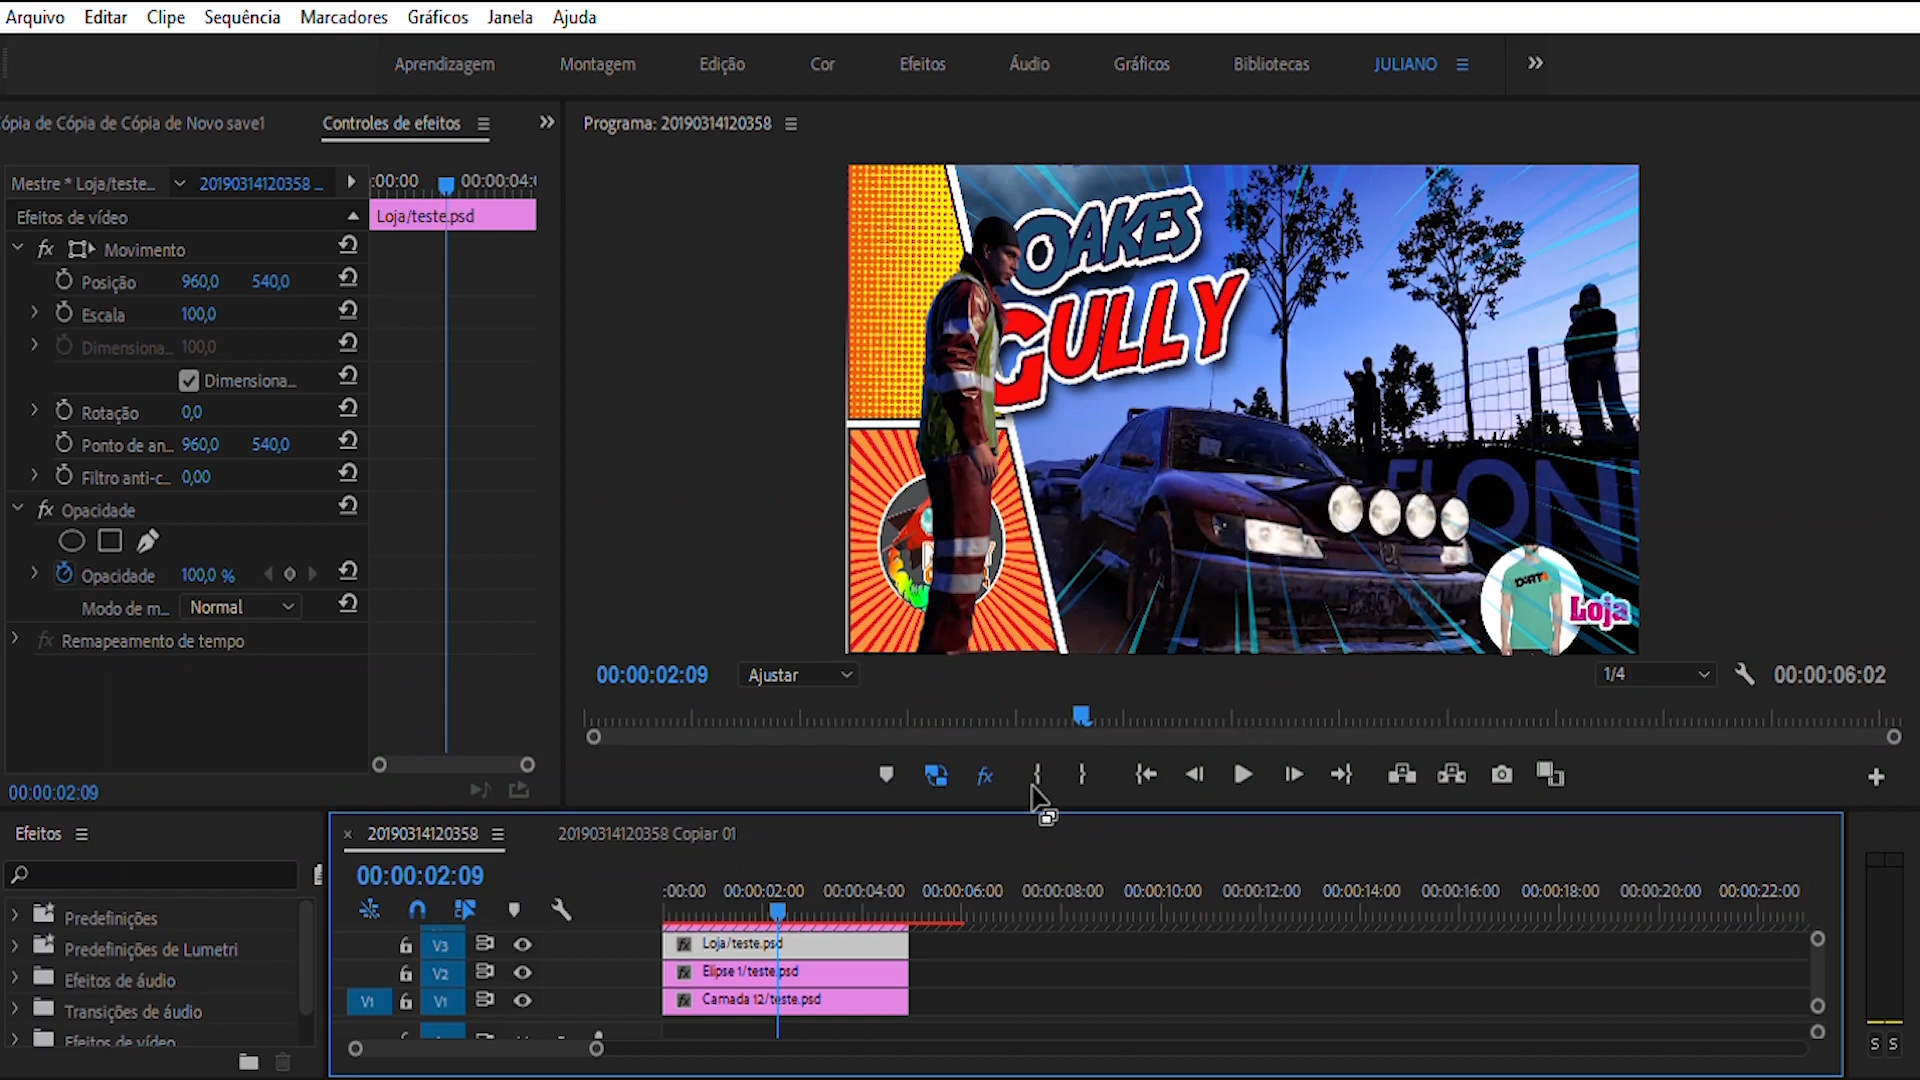 Arquivo Editar Clipe Sequência Marcadores Gráficos Janela Ajuda
Aprendizagem Montagem Edição Cor Efeitos Áudio Gráficos Bibliotecas JULIANO
ópia de Cópia de Cópia de Novo save1 Controles de efeitos
Programa: 20190314120358
Mestre * Loja/teste... 20190314120358 ... :00:00 00:00:04:
Efeitos de vídeo Loja/teste.psd
fx Movimento
Posição 960,0 540,0
Escala 100,0
Dimensiona... 100,0
Dimensiona...
Rotação 0,0
Ponto de an... 960,0 540,0
Filtro anti-c... 0,00
fx Opacidade
Opacidade 100,0 %
Modo de m... Normal
fx Remapeamento de tempo
00:00:02:09
OAKES
GULLY
DiRT4
Loja
00:00:02:09 Ajustar 1/4 00:00:06:02
fx
Efeitos
Predefinições
Predefinições de Lumetri
Efeitos de áudio
Transições de áudio
Efeitos de vídeo
20190314120358 20190314120358 Copiar 01
00:00:02:09
:00:00 00:00:02:00 00:00:04:00 00:00:06:00 00:00:08:00 00:00:10:00 00:00:12:00 00:00:14:00 00:00:16:00 00:00:18:00 00:00:20:00 00:00:22:00
V3 fx Loja/teste.psd
V2 fx Elipse 1/teste.psd
V1 V1 fx Camada 12/teste.psd
S S